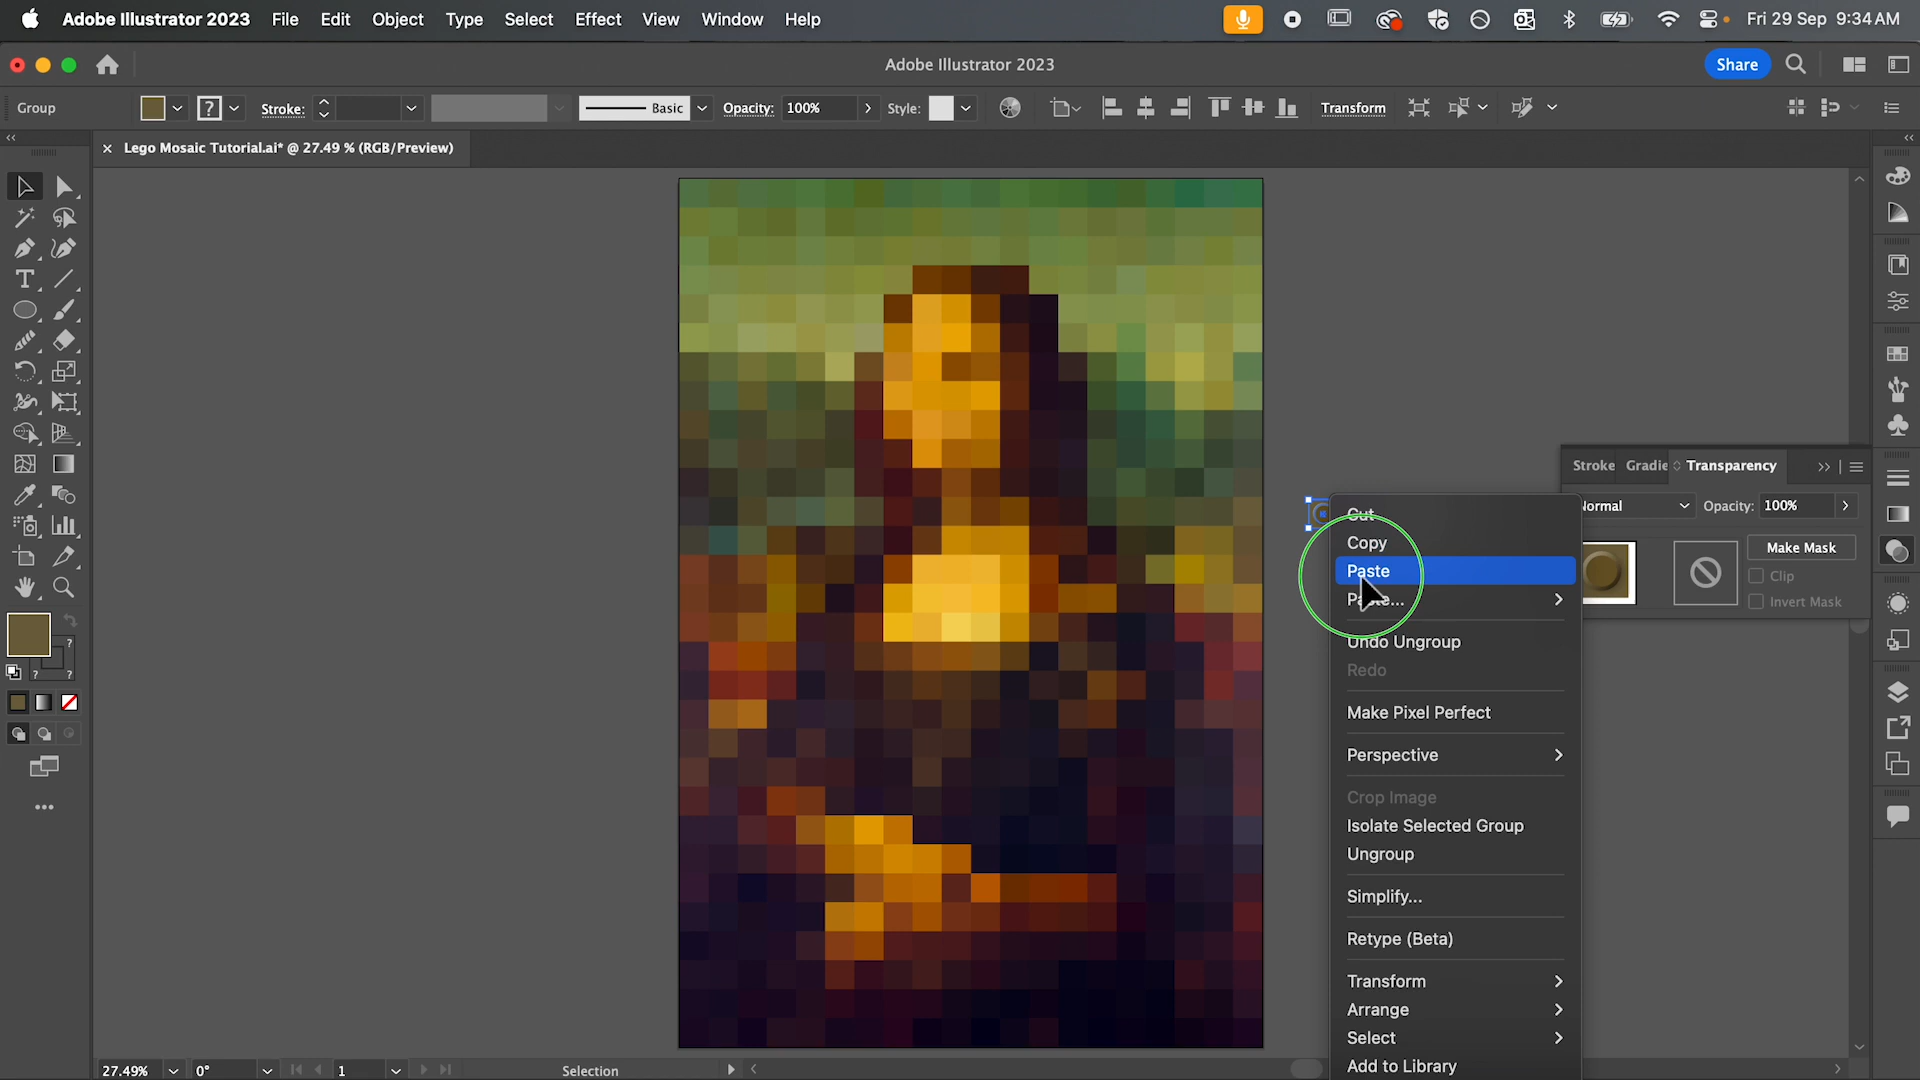 Adobe Illustrator 2023 File Edit Object Type Select Effect View Window Help Fri 29 Sep 9:34 AM
Adobe Illustrator 2023
Share
Group ? Stroke: Basic Opacity: 100% Style: Transform
× Lego Mosaic Tutorial.ai* @ 27.49 % (RGB/Preview)
Stroke Gradie Transparency
Normal Opacity: 100%
Make Mask
Clip
Invert Mask
Cut
Copy
Paste
Paste...
Undo Ungroup
Redo
Make Pixel Perfect
Perspective
Crop Image
Isolate Selected Group
Ungroup
Simplify...
Retype (Beta)
Transform
Arrange
Select
Add to Library
? ? ?
27.49% 0° 1 Selection